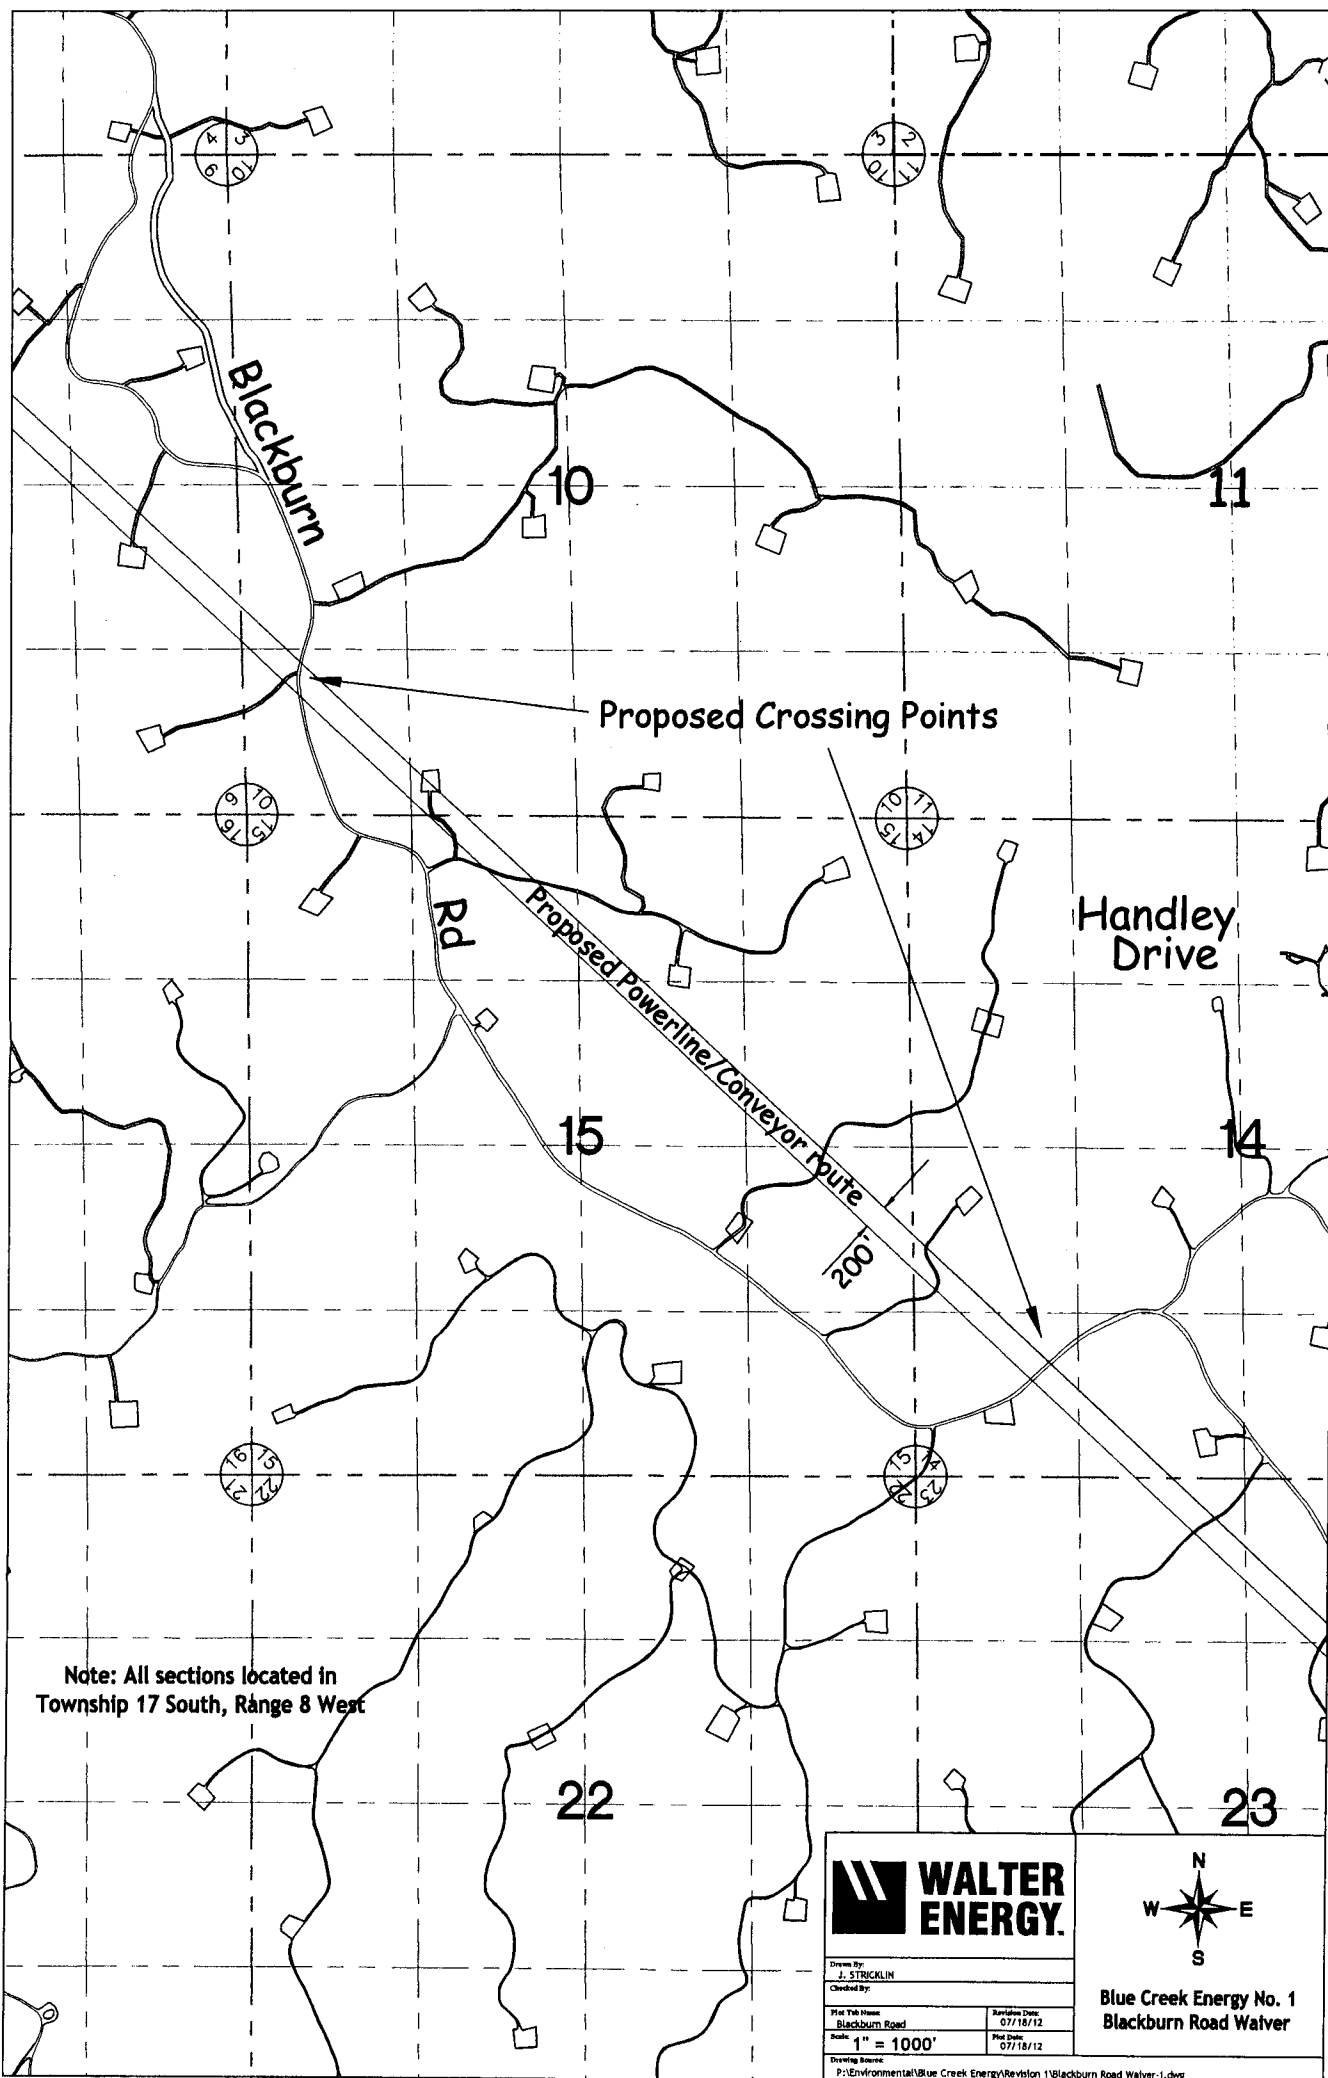 4 3
9 10
3 2
10 11
Blackburn
10
11
Proposed Crossing Points
9 10
16 15
10 11
15 14
Rd
Handley
Drive
Proposed Powerline/Conveyor route
15
14
200'
16 15
21 22
15 14
22 23
Note: All sections located in
Township 17 South, Range 8 West
22
23
WALTER
ENERGY.
N
W E
S
Drawn By:
J. STRICKLIN
Checked By:
Plot Tab Name:
Blackburn Road
Revision Date:
07/18/12
Scale:
1" = 1000'
Plot Date:
07/18/12
Blue Creek Energy No. 1
Blackburn Road Waiver
Drawing Source:
P:\Environmental\Blue Creek Energy\Revision 1\Blackburn Road Waiver-1.dwg